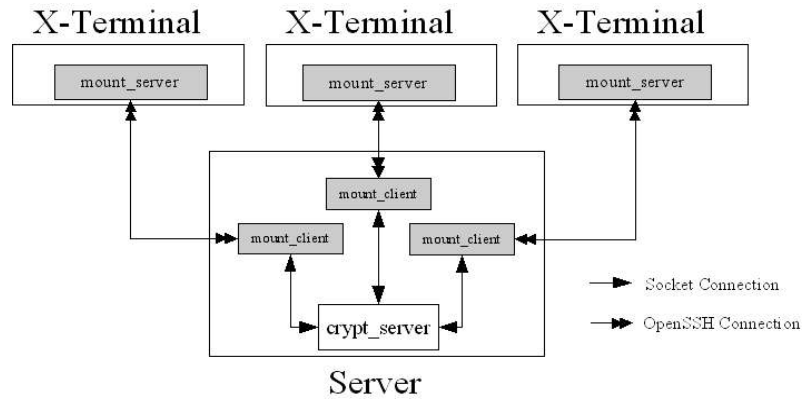 X-Terminal
X-Terminal
X-Terminal
mount_server
mount_server
mount_server
mount_client
mount_client
mount_client
Socket Connection
crypt_server
OpenSSH Connection
Server